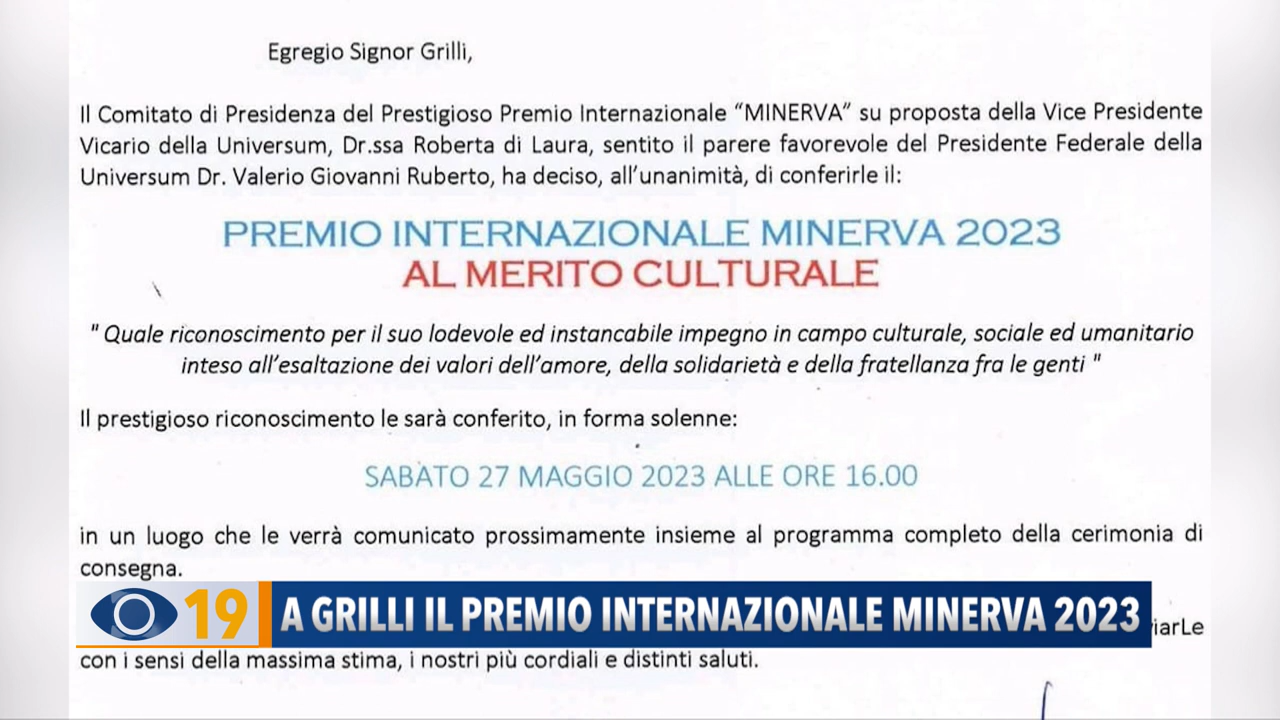 Egregio Signor Grilli,
Il Comitato di Presidenza del Prestigioso Premio Internazionale “MINERVA” su proposta della Vice Presidente
Vicario della Universum, Dr.ssa Roberta di Laura, sentito il parere favorevole del Presidente Federale della
Universum Dr. Valerio Giovanni Ruberto, ha deciso, all’unanimità, di conferirle il:
PREMIO INTERNAZIONALE MINERVA 2023
AL MERITO CULTURALE
" Quale riconoscimento per il suo lodevole ed instancabile impegno in campo culturale, sociale ed umanitario
inteso all’esaltazione dei valori dell’amore, della solidarietà e della fratellanza fra le genti "
Il prestigioso riconoscimento le sarà conferito, in forma solenne:
SABATO 27 MAGGIO 2023 ALLE ORE 16.00
in un luogo che le verrà comunicato prossimamente insieme al programma completo della cerimonia di
consegna.
19 A GRILLI IL PREMIO INTERNAZIONALE MINERVA 2023
con i sensi della massima stima, i nostri più cordiali e distinti saluti.